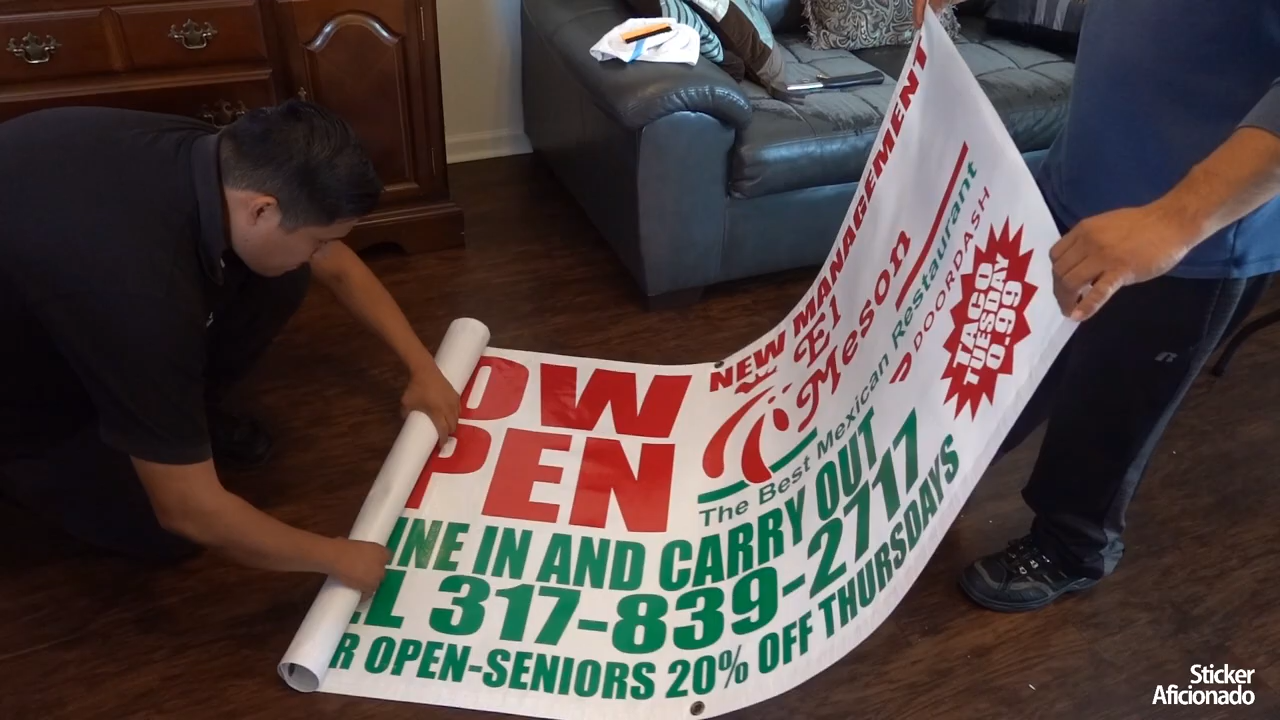 OW
PEN
NEW MANAGEMENT
El
Meson
The Best Mexican Restaurant
DOORDASH
TACO
TUESDAY
0.99
INE IN AND CARRY OUT
L 317-839-2717
R OPEN-SENIORS 20% OFF THURSDAYS
Sticker
Aficionado